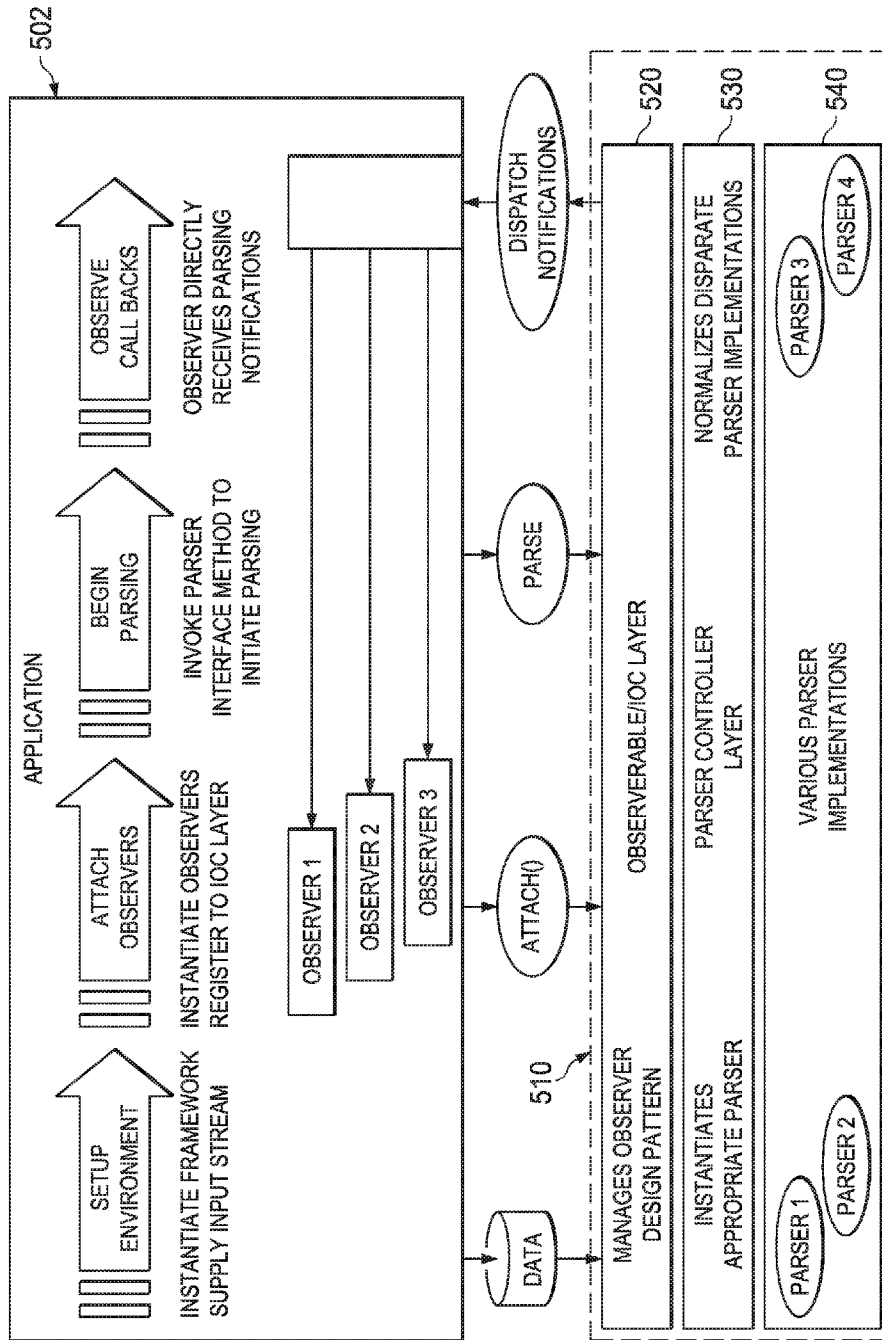 502
APPLICATION
SETUP
ENVIRONMENT
INSTANTIATE FRAMEWORK
SUPPLY INPUT STREAM
ATTACH
OBSERVERS
INSTANTIATE OBSERVERS
REGISTER TO IOC LAYER
BEGIN
PARSING
INVOKE PARSER
INTERFACE METHOD TO
INITIATE PARSING
OBSERVE
CALL BACKS
OBSERVER DIRECTLY
RECEIVES PARSING
NOTIFICATIONS
OBSERVER 1
OBSERVER 2
OBSERVER 3
DATA
ATTACH()
PARSE
DISPATCH
NOTIFICATIONS
510
MANAGES OBSERVER
DESIGN PATTERN
OBSERVERABLE/IOC LAYER
520
INSTANTIATES
APPROPRIATE PARSER
PARSER CONTROLLER
LAYER
NORMALIZES DISPARATE
PARSER IMPLEMENTATIONS
530
PARSER 1
PARSER 2
VARIOUS PARSER
IMPLEMENTATIONS
PARSER 3
PARSER 4
540